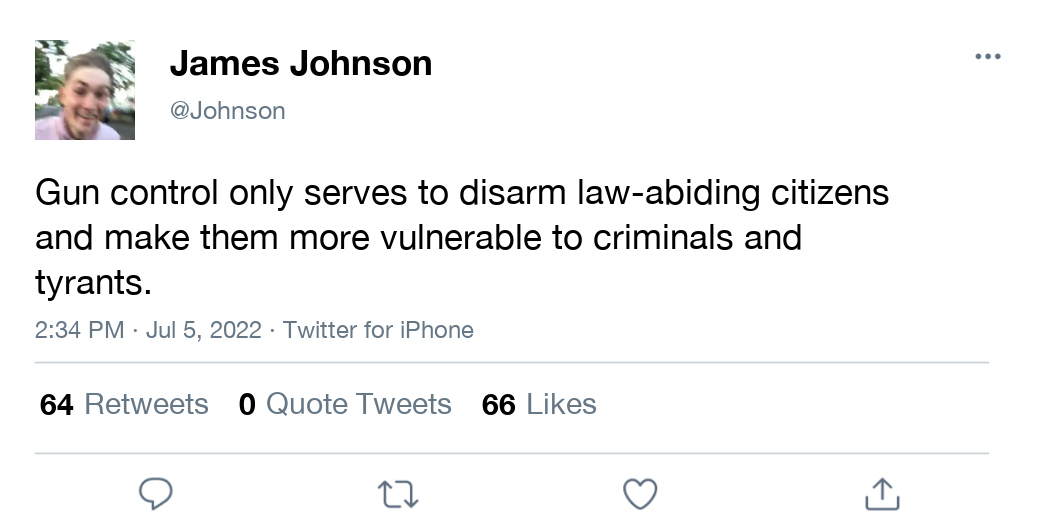 James Johnson
@Johnson
Gun control only serves to disarm law-abiding citizens
and make them more vulnerable to criminals and
tyrants.
2:34 PM · Jul 5, 2022 · Twitter for iPhone
64 Retweets 0 Quote Tweets 66 Likes